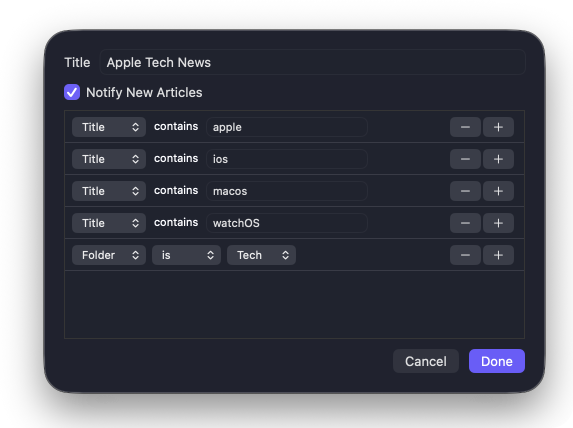 Title Apple Tech News
Notify New Articles
Title contains apple
Title contains ios
Title contains macos
Title contains watchOS
Folder is Tech
Cancel Done